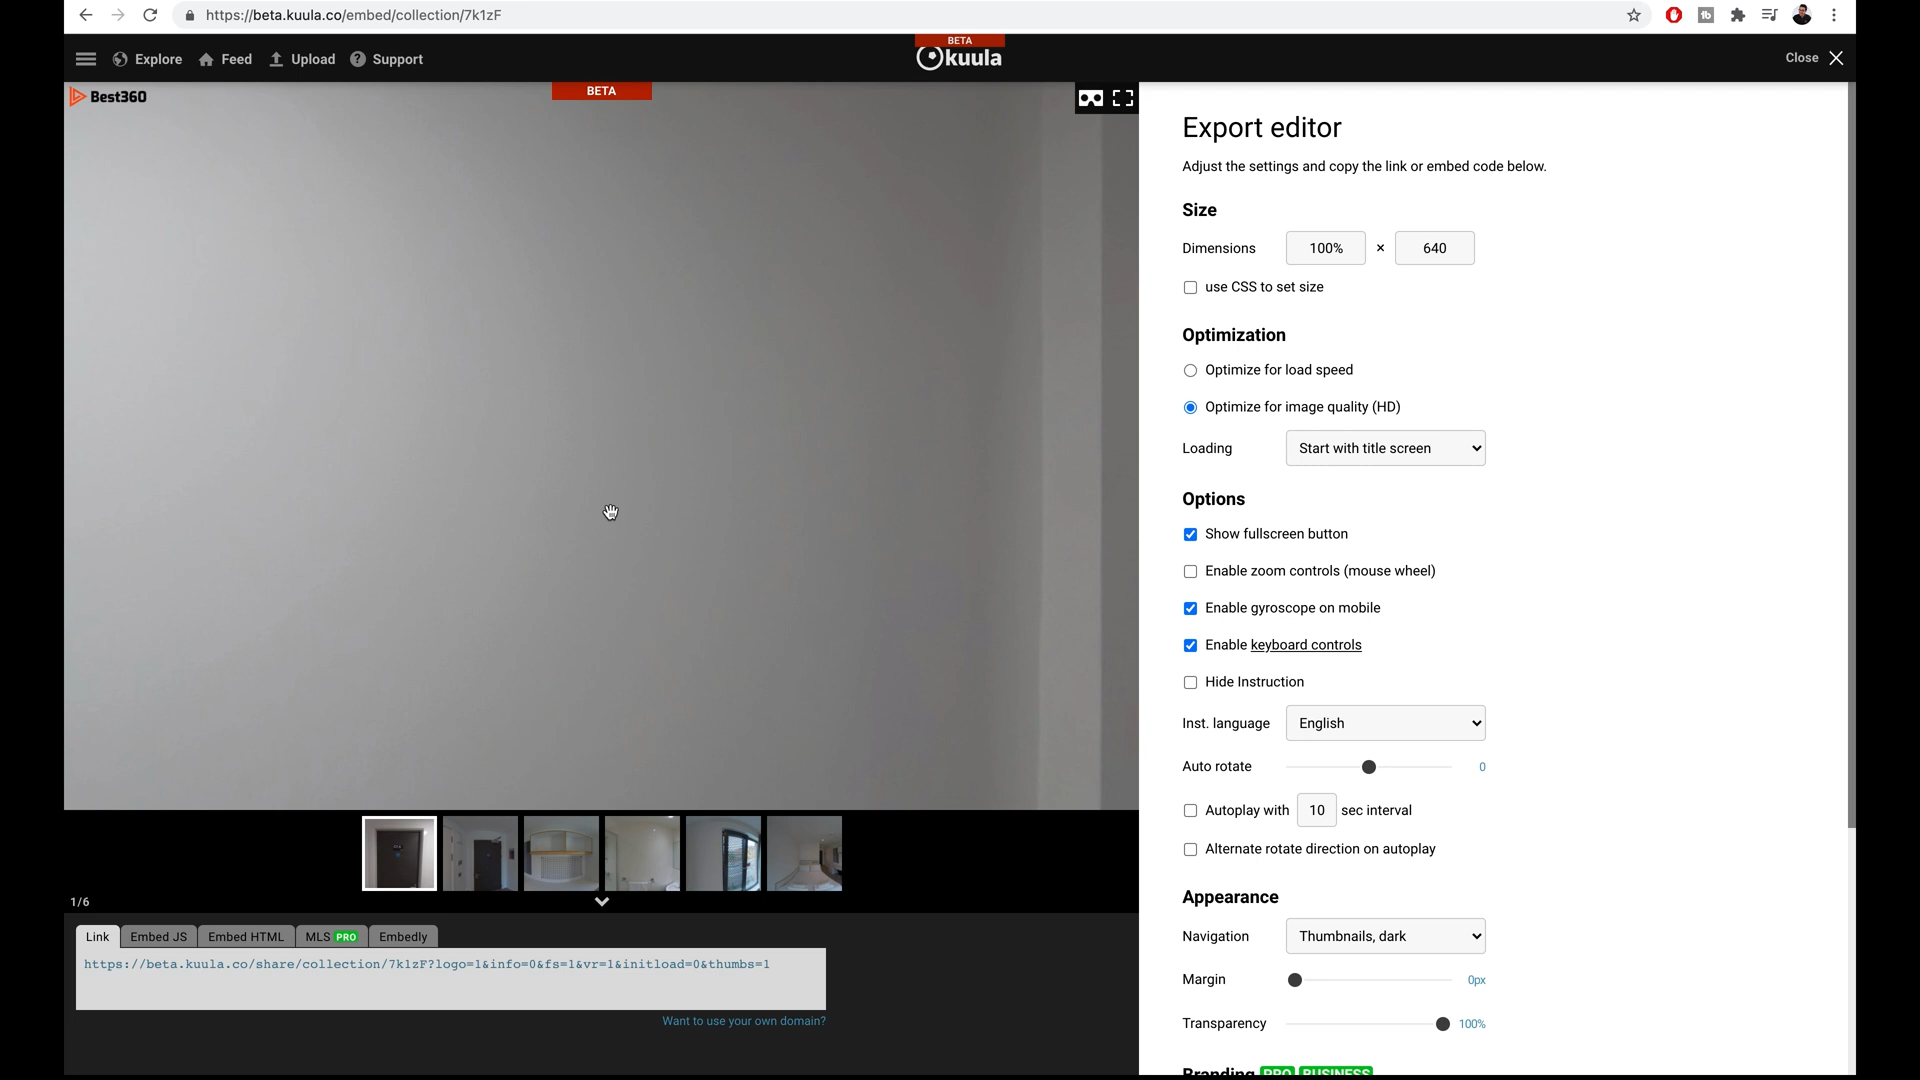 https://beta.kuula.co/embed/collection/7k1zF
Explore Feed Upload Support
BETA
kuula
Close
Best360
BETA
Export editor
Adjust the settings and copy the link or embed code below.
Size
Dimensions 100% × 640
use CSS to set size
Optimization
Optimize for load speed
Optimize for image quality (HD)
Loading Start with title screen
Options
Show fullscreen button
Enable zoom controls (mouse wheel)
Enable gyroscope on mobile
Enable keyboard controls
Hide Instruction
Inst. language English
Auto rotate 0
Autoplay with 10 sec interval
Alternate rotate direction on autoplay
Appearance
Navigation Thumbnails, dark
Margin 0px
Transparency 100%
Branding PRO BUSINESS
1/6
Link Embed JS Embed HTML MLS PRO Embedly
https://beta.kuula.co/share/collection/7k1zF?logo=1&info=0&fs=1&vr=1&initload=0&thumbs=1
Want to use your own domain?